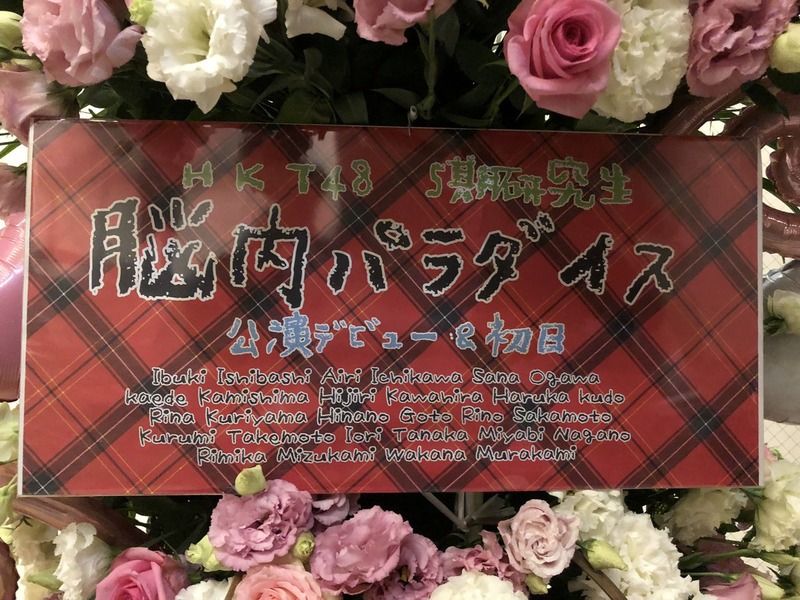 HKT48 5期研究生
脳内パラダイス
公演デビュー&初日
Ibuki Ishibashi Airi Ichikawa Sana Ogawa
kaede Kamishima Hijiri Kawahira Haruka kudo
Rina Kuriyama Hinano Goto Rino Sakamoto
Kurumi Takemoto Iori Tanaka Miyabi Nagano
Rimika Mizukami Wakana Murakami